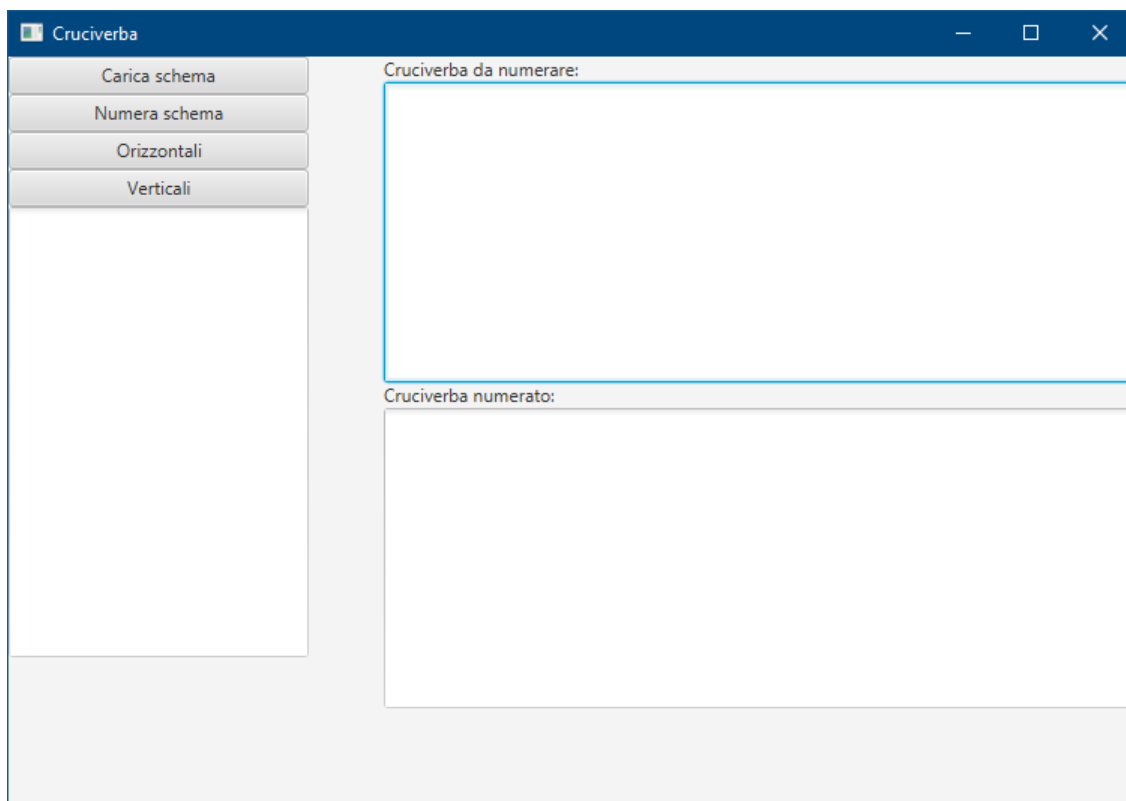 Cruciverba
Carica schema
Numera schema
Orizzontali
Verticali
Cruciverba da numerare:
Cruciverba numerato: